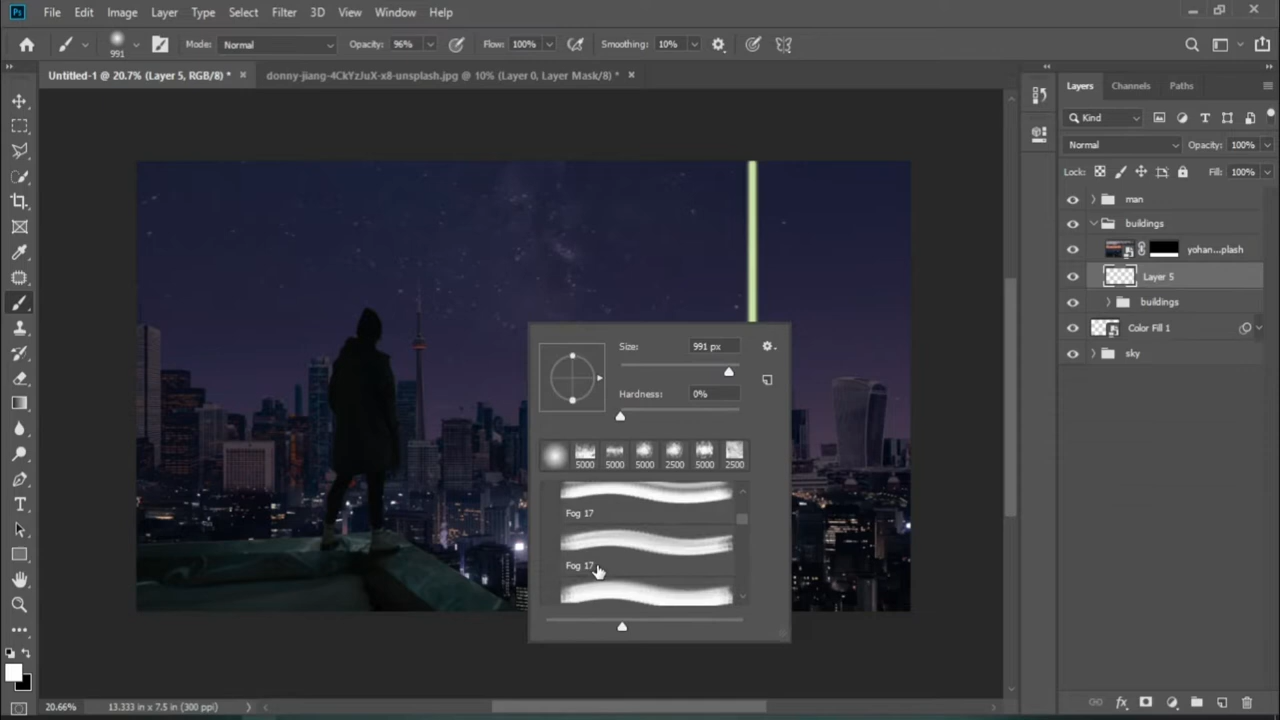 Ps File Edit Image Layer Type Select Filter 3D View Window Help
991 Mode: Normal Opacity: 96% Flow: 100% Smoothing: 10%
Untitled-1 @ 20.7% (Layer 5, RGB/8) * × donny-jiang-4CkYzJuX-x8-unsplash.jpg @ 10% (Layer 0, Layer Mask/8) * ×
Layers Channels Paths
Kind
Normal Opacity: 100%
Lock: Fill: 100%
man
buildings
yohan...plash
Layer 5
buildings
Color Fill 1
sky
Size: 991 px
Hardness: 0%
5000 5000 5000 2500 5000 2500
Fog 17
Fog 17
20.66% 13.333 in x 7.5 in (300 ppi)